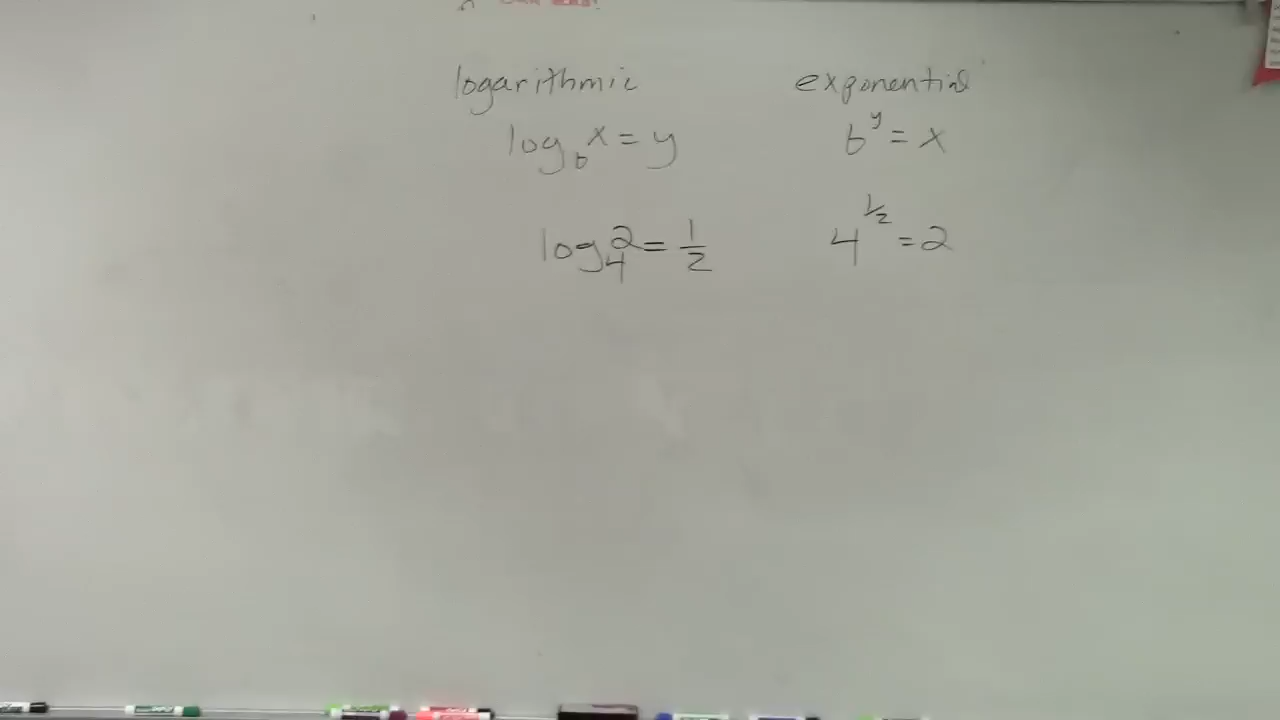 logarithmic exponential
log_b x = y b^y = x
log_4 2 = 1/2 4^1/2 = 2